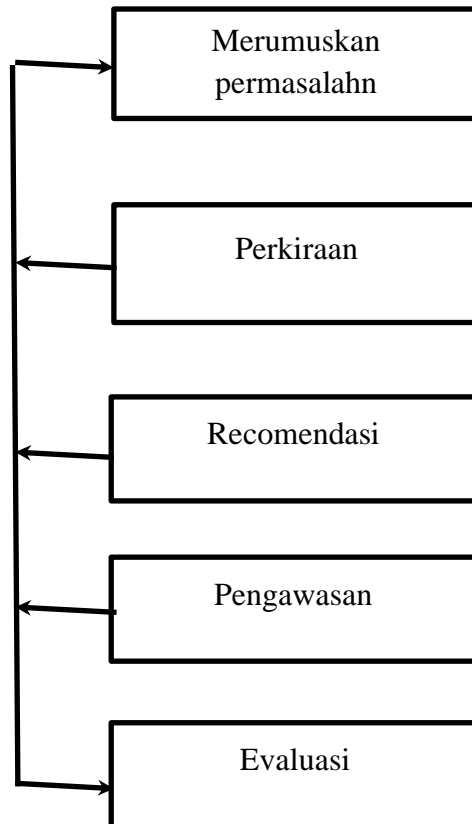 Merumuskan
permasalahn
Perkiraan
Recomendasi
Pengawasan
Evaluasi